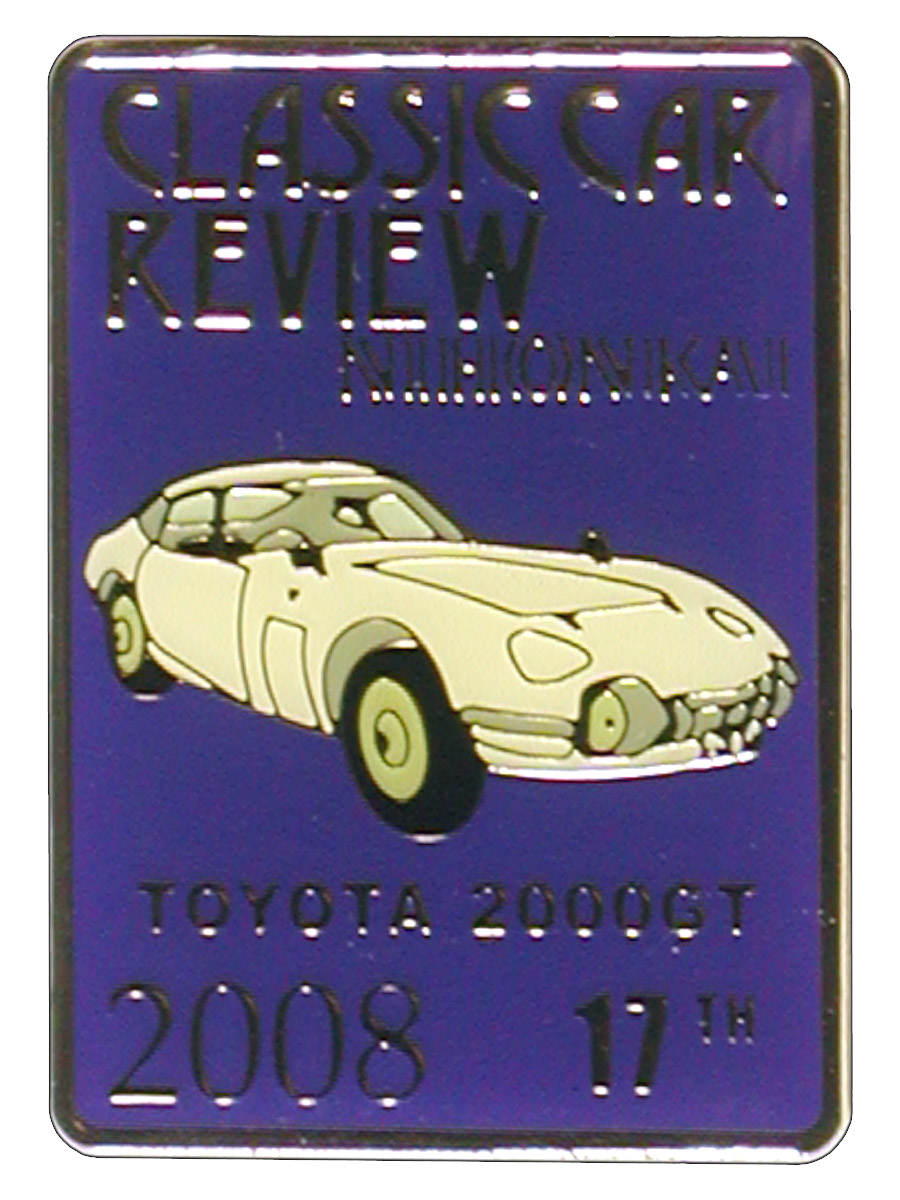 CLASSIC CAR
REVIEW
NIHONKAI
TOYOTA 2000GT
2008 17TH